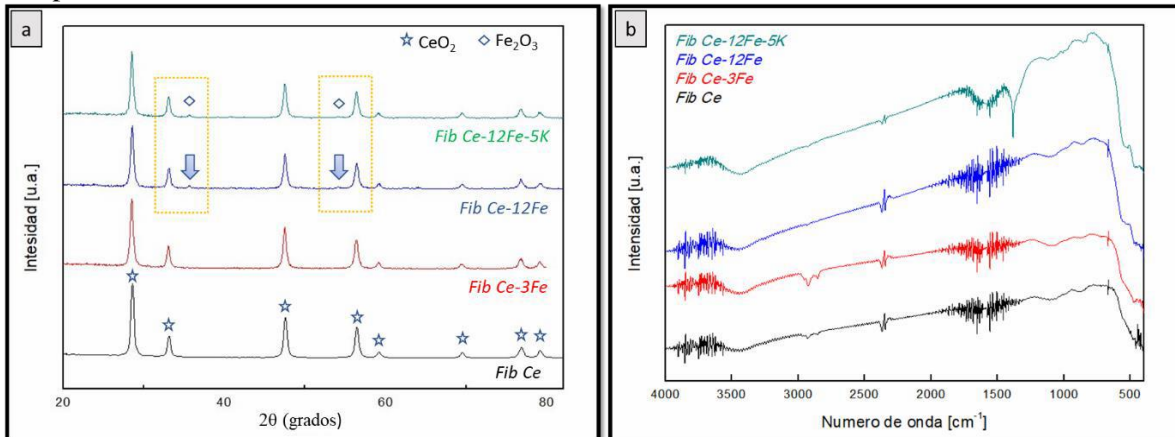 a
☆ CeO₂ ◇ Fe₂O₃
Fib Ce-12Fe-5K
Fib Ce-12Fe
Fib Ce-3Fe
Fib Ce
Intesidad [u.a.]
20 40 60 80
2θ (grados)
b
Fib Ce-12Fe-5K
Fib Ce-12Fe
Fib Ce-3Fe
Fib Ce
Intensidad [u.a.]
4000 3500 3000 2500 2000 1500 1000 500
Numero de onda [cm⁻¹]